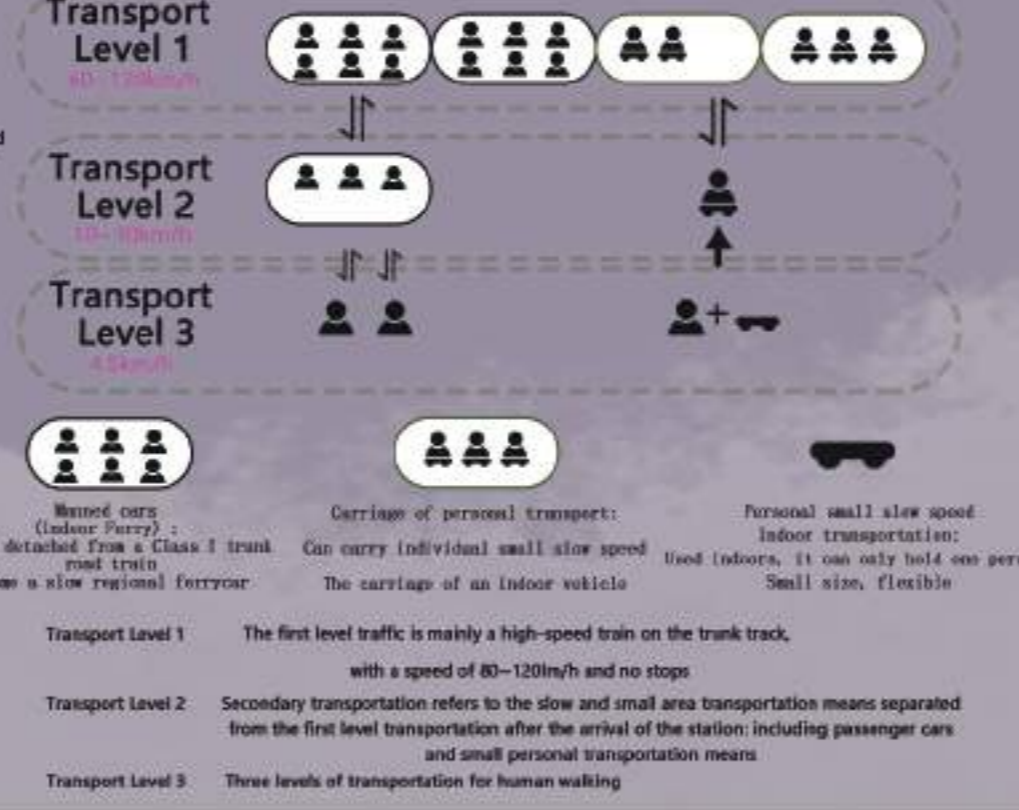 Transport
Level 1
Transport
Level 2
Transport
Level 3
Manned cars
(Indoor Ferry) :
detached from a Class I trunk
road train
a slow regional ferrycar
Carriage of personal transport:
Can carry individual small slow speed
The carriage of an indoor vehicle
Personal small slow speed
Indoor transportation:
Used indoors, it can only hold one
Small size, flexible
Transport Level 1
The first level traffic is mainly a high-speed train on the trunk track,
with a speed of 80—120lm/h and no stops
Transport Level 2
Secondary transportation refers to the slow and small area transportation means separated
from the first level transportation after the arrival of the station: including passenger cars
and small personal transportation means
Transport Level 3
Three levels of transportation for human walking